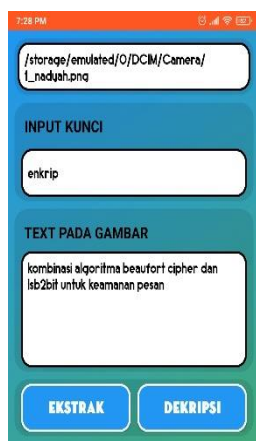 7:28 PM
/storage/emulated/0/DCIM/Camera/
1_nadyah.png
INPUT KUNCI
enkrip
TEXT PADA GAMBAR
kombinasi algoritma beaufort cipher dan
lsb2bit untuk keamanan pesan
EKSTRAK DEKRIPSI